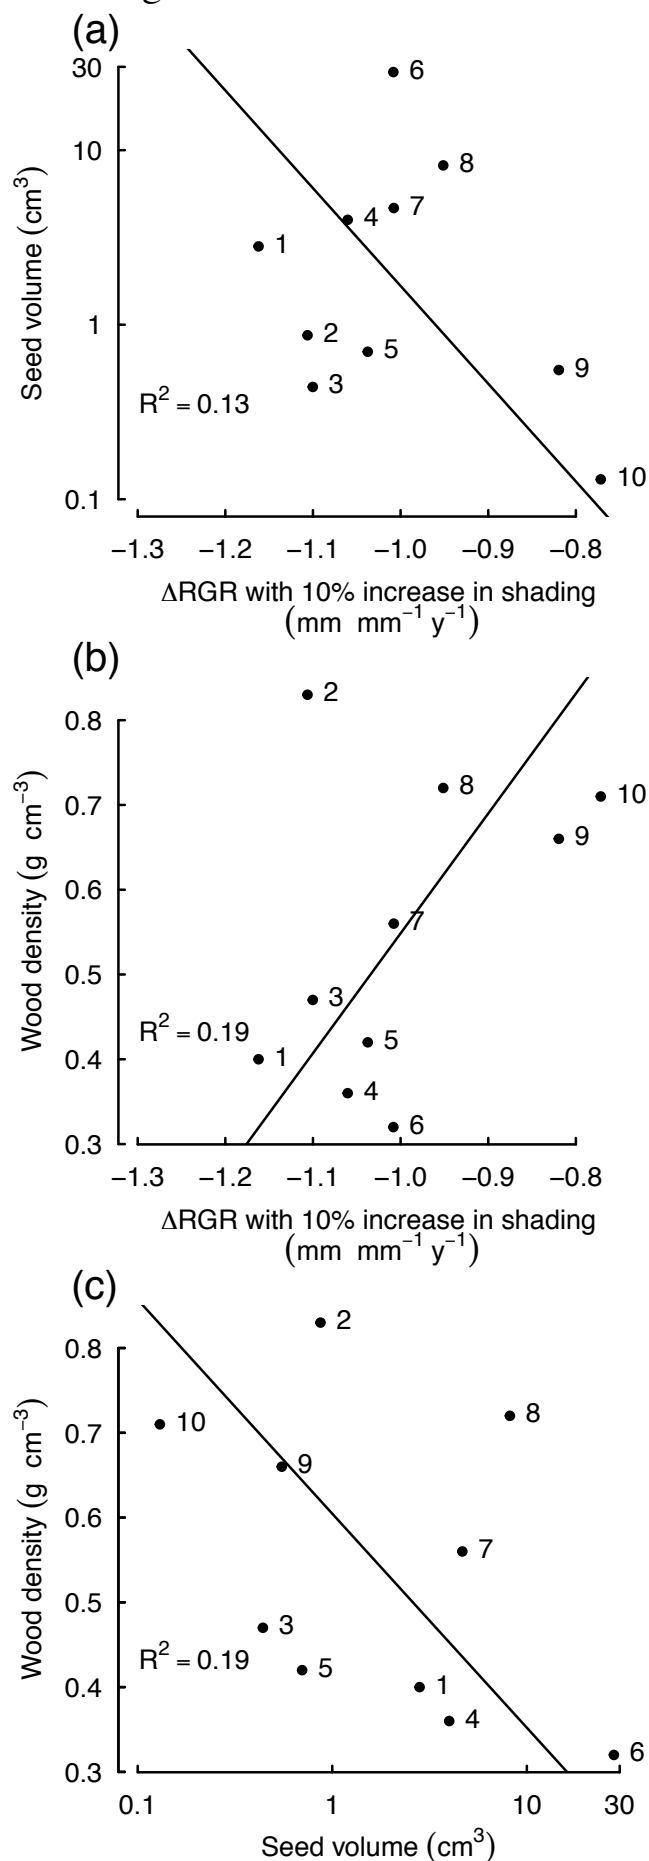 (a)
30
10
1
0.1
Seed volume (cm³)
6
8
7
4
1
2
5
9
3
R² = 0.13
10
−1.3 −1.2 −1.1 −1.0 −0.9 −0.8
ΔRGR with 10% increase in shading
(mm mm⁻¹ y⁻¹)
(b)
0.8
0.7
0.6
0.5
0.4
0.3
Wood density (g cm⁻³)
2
8
10
9
7
3
R² = 0.19
5
1
4
6
−1.3 −1.2 −1.1 −1.0 −0.9 −0.8
ΔRGR with 10% increase in shading
(mm mm⁻¹ y⁻¹)
(c)
0.8
0.7
0.6
0.5
0.4
0.3
Wood density (g cm⁻³)
2
8
10
9
7
3
R² = 0.19
5
1
4
6
0.1 1 10 30
Seed volume (cm³)